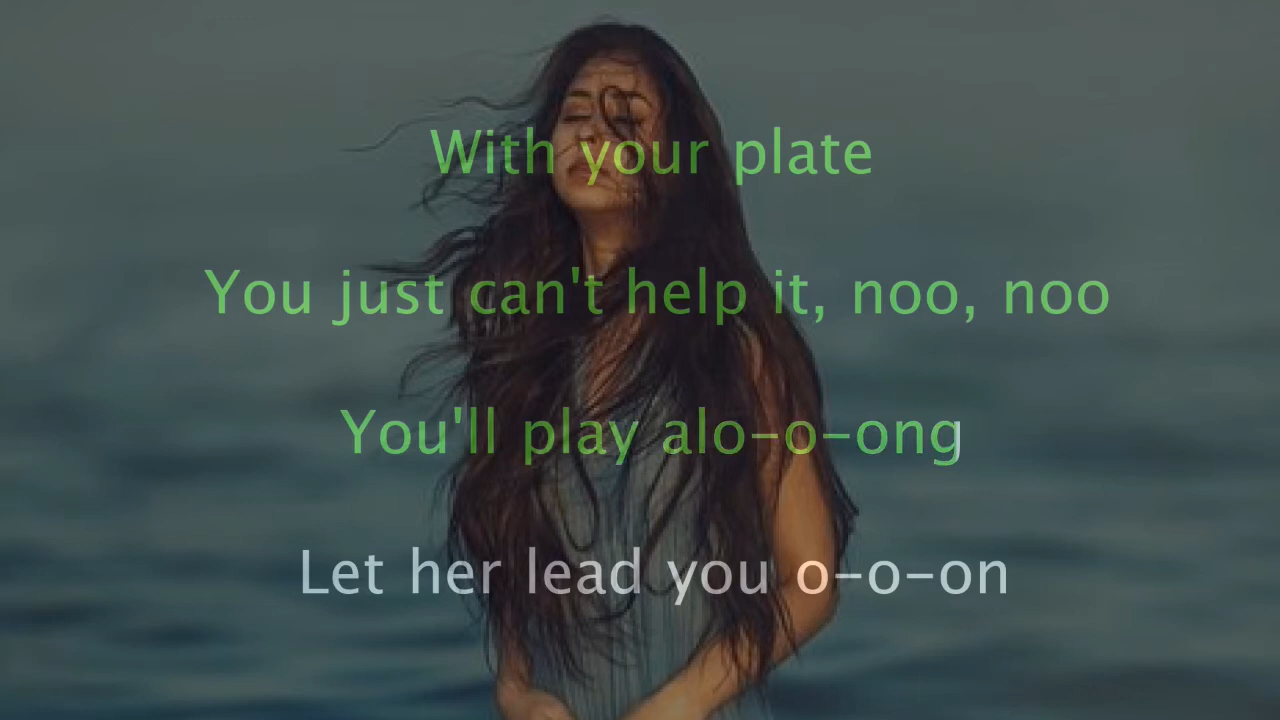 With your plate
You just can't help it, noo, noo
You'll play alo-o-ong
Let her lead you o-o-on